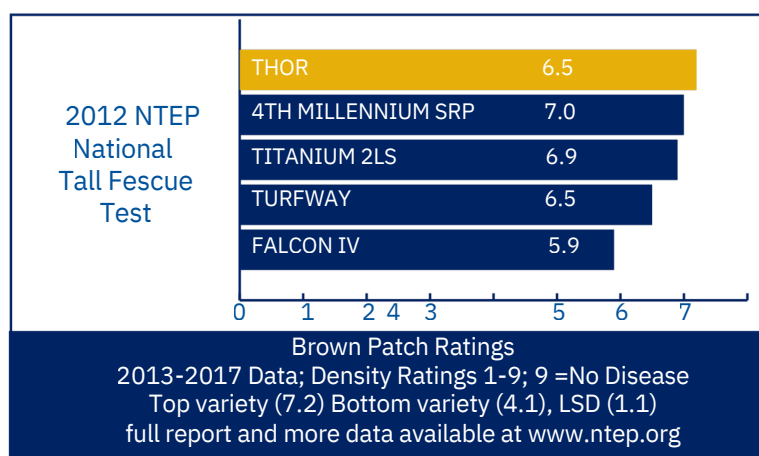 2012 NTEP
National
Tall Fescue
Test
THOR 6.5
4TH MILLENNIUM SRP 7.0
TITANIUM 2LS 6.9
TURFWAY 6.5
FALCON IV 5.9
0 1 2 4 3 5 6 7
Brown Patch Ratings
2013-2017 Data; Density Ratings 1-9; 9 =No Disease
Top variety (7.2) Bottom variety (4.1), LSD (1.1)
full report and more data available at www.ntep.org